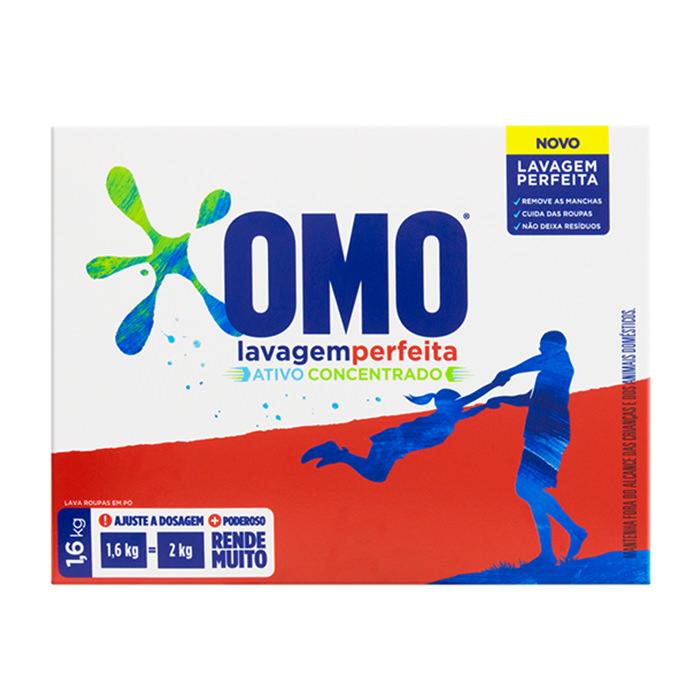 NOVO
LAVAGEM
PERFEITA
✓ REMOVE AS MANCHAS
✓ CUIDA DAS ROUPAS
✓ NÃO DEIXA RESÍDUOS
OMO®
lavagemperfeita
ATIVO CONCENTRADO
MANTENHA FORA DO ALCANCE DAS CRIANÇAS E DOS ANIMAIS DOMÉSTICOS.
LAVA ROUPAS EM PÓ
1,6 kg
! AJUSTE A DOSAGEM + PODEROSO
1,6 kg = 2 kg
RENDE
MUITO